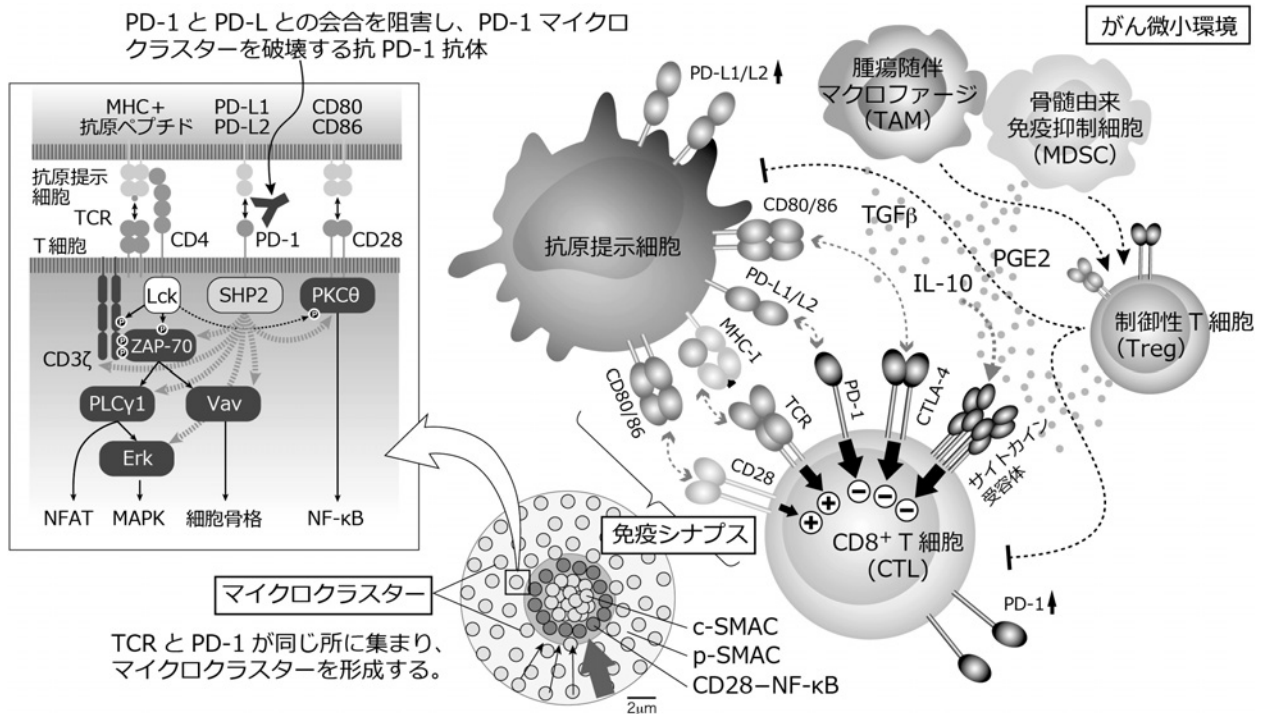 PD-1 と PD-L との会合を阻害し、PD-1 マイクロ
クラスターを破壊する抗 PD-1 抗体
がん微小環境
MHC＋
抗原ペプチド
PD-L1
PD-L2
CD80
CD86
抗原提示
細胞
TCR
T 細胞
CD4
PD-1
CD28
Lck
SHP2
PKCθ
P
P
P
P
P
ZAP-70
CD3ζ
PLCγ1
Vav
Erk
NFAT
MAPK
細胞骨格
NF-κB
PD-L1/L2
腫瘍随伴
マクロファージ
（TAM）
骨髄由来
免疫抑制細胞
（MDSC）
抗原提示細胞
CD80/86
TGFβ
PGE2
IL-10
制御性 T 細胞
（Treg）
PD-L1/L2
MHC-I
CD80/86
TCR
PD-1
CTLA-4
サイトカイン
受容体
CD28
+
+
−
−
−
CD8⁺ T 細胞
（CTL）
PD-1
免疫シナプス
マイクロクラスター
TCR と PD-1 が同じ所に集まり、
マイクロクラスターを形成する。
c-SMAC
p-SMAC
CD28−NF-κB
2μm